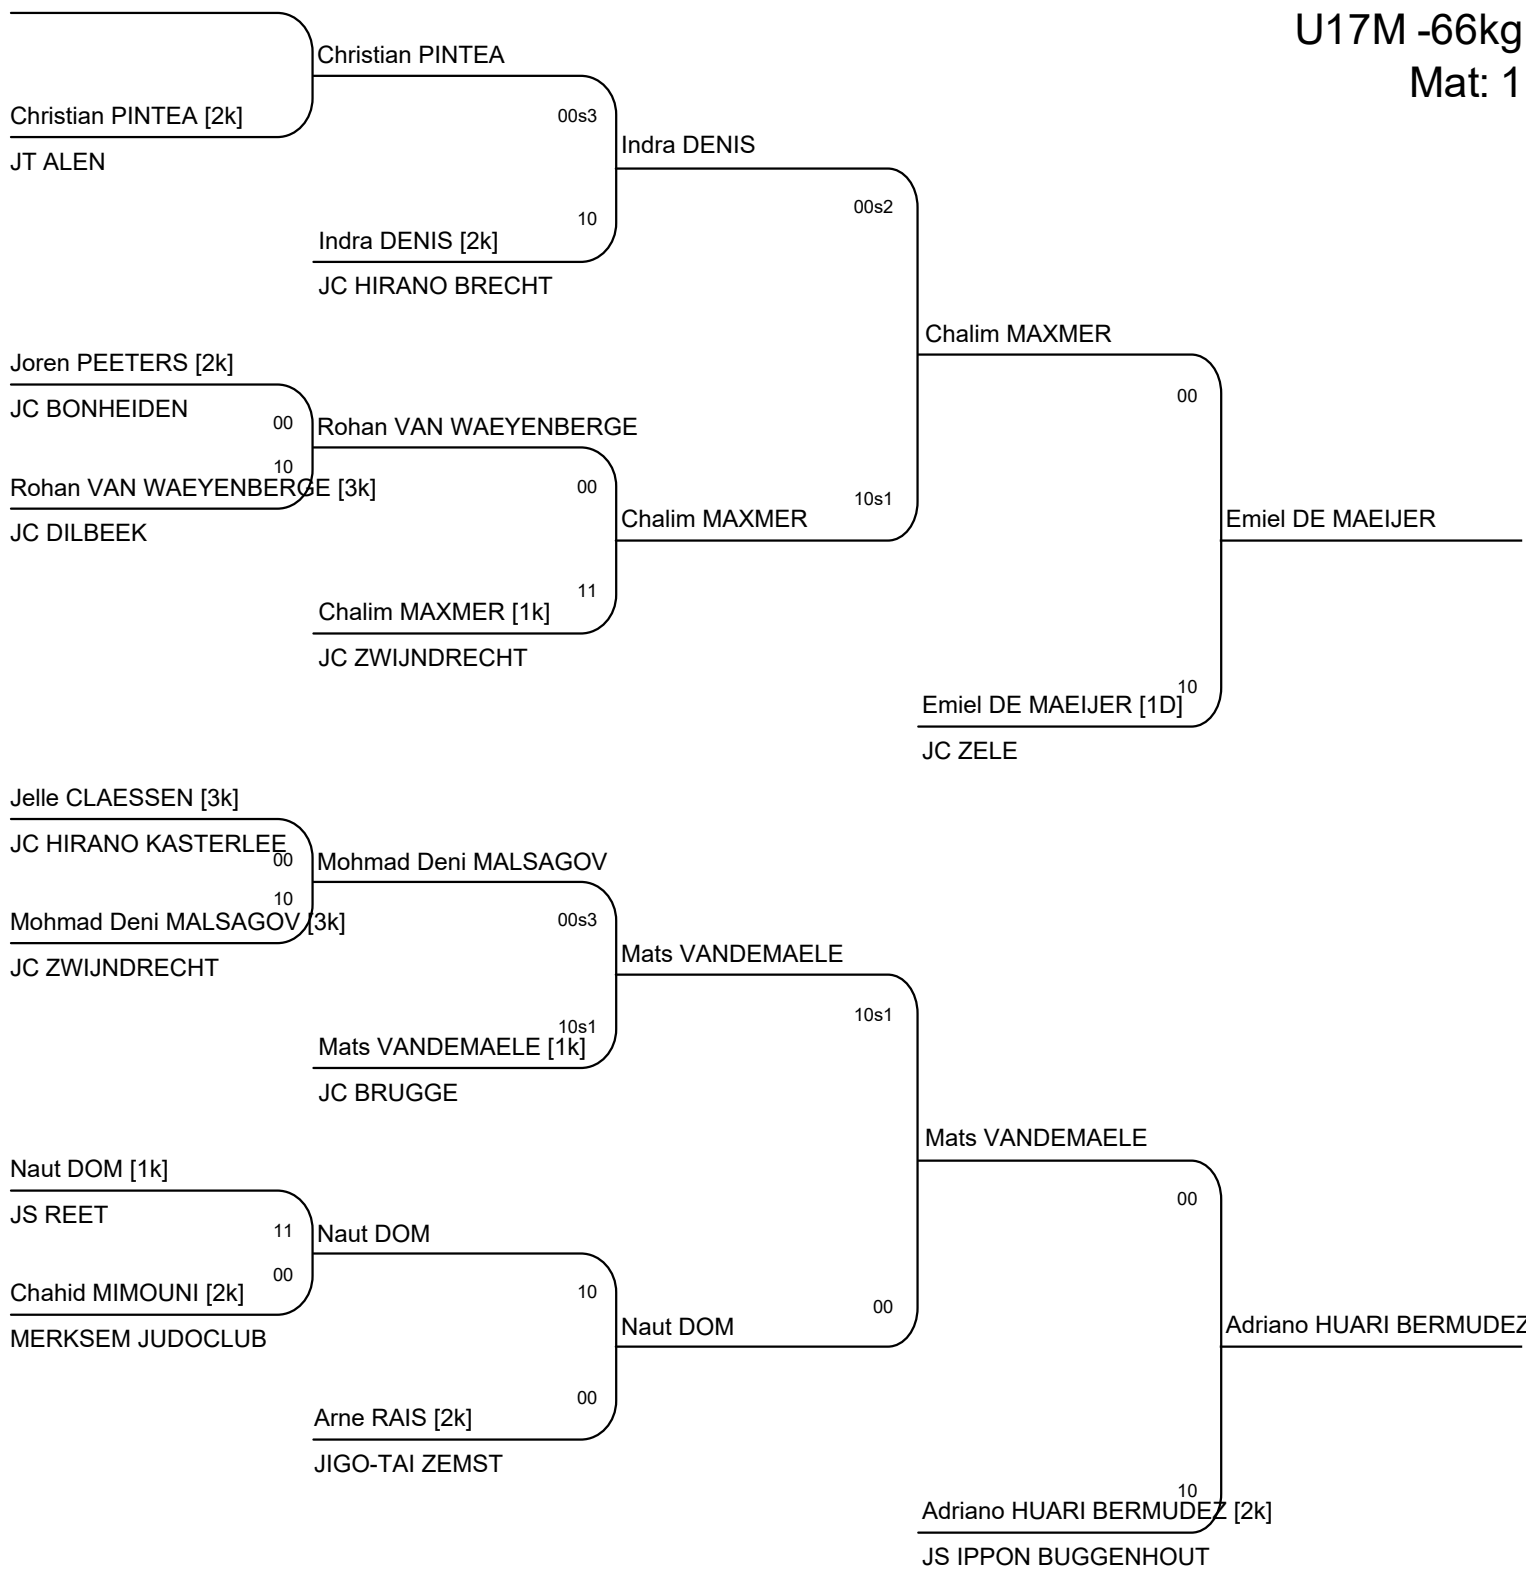 U17M -66kg
Mat: 1
Christian PINTEA [2k]
JT ALEN
Christian PINTEA
00s3
10
Indra DENIS [2k]
JC HIRANO BRECHT
Indra DENIS
00s2
Joren PEETERS [2k]
JC BONHEIDEN
00
10
Rohan VAN WAEYENBERGE [3k]
JC DILBEEK
Rohan VAN WAEYENBERGE
00
11
Chalim MAXMER [1k]
JC ZWIJNDRECHT
Chalim MAXMER
10s1
Chalim MAXMER
00
10
Emiel DE MAEIJER [1D]
JC ZELE
Emiel DE MAEIJER
Jelle CLAESSEN [3k]
JC HIRANO KASTERLEE
00
10
Mohmad Deni MALSAGOV [3k]
JC ZWIJNDRECHT
Mohmad Deni MALSAGOV
00s3
10s1
Mats VANDEMAELE [1k]
JC BRUGGE
Mats VANDEMAELE
10s1
Naut DOM [1k]
JS REET
11
00
Chahid MIMOUNI [2k]
MERKSEM JUDOCLUB
Naut DOM
10
00
Arne RAIS [2k]
JIGO-TAI ZEMST
Naut DOM
00
Mats VANDEMAELE
00
10
Adriano HUARI BERMUDEZ [2k]
JS IPPON BUGGENHOUT
Adriano HUARI BERMUDEZ